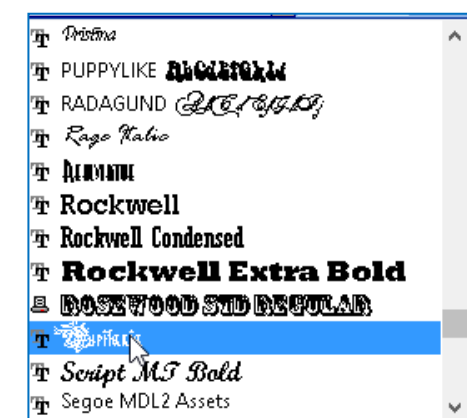 Pristina
PUPPYLIKE
RADAGUND
Rage Italic
Rockwell
Rockwell Condensed
Rockwell Extra Bold
ROSEWOOD STD REGULAR
Script MT Bold
Segoe MDL2 Assets